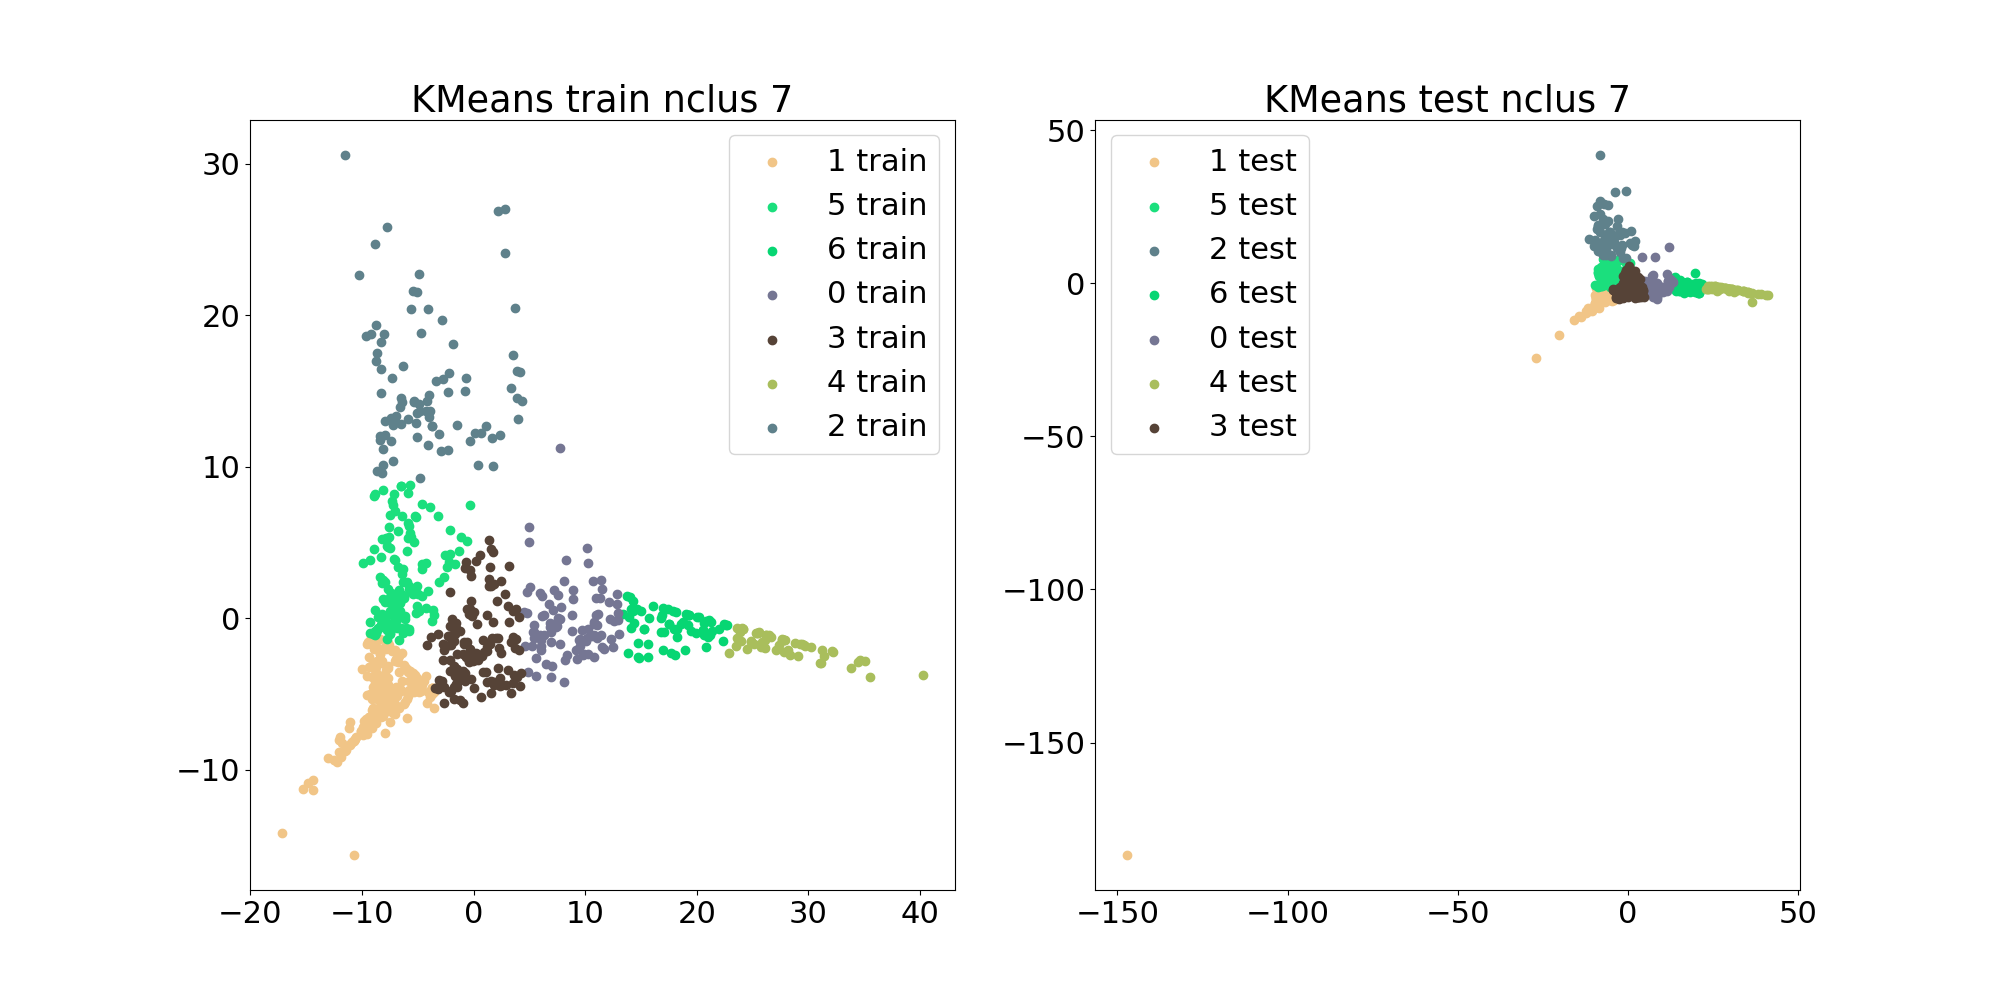 KMeans train nclus 7
30
20
10
0
−10
−20 −10 0 10 20 30 40
1 train
5 train
6 train
0 train
3 train
4 train
2 train
KMeans test nclus 7
50
0
−50
−100
−150
−150 −100 −50 0 50
1 test
5 test
2 test
6 test
0 test
4 test
3 test